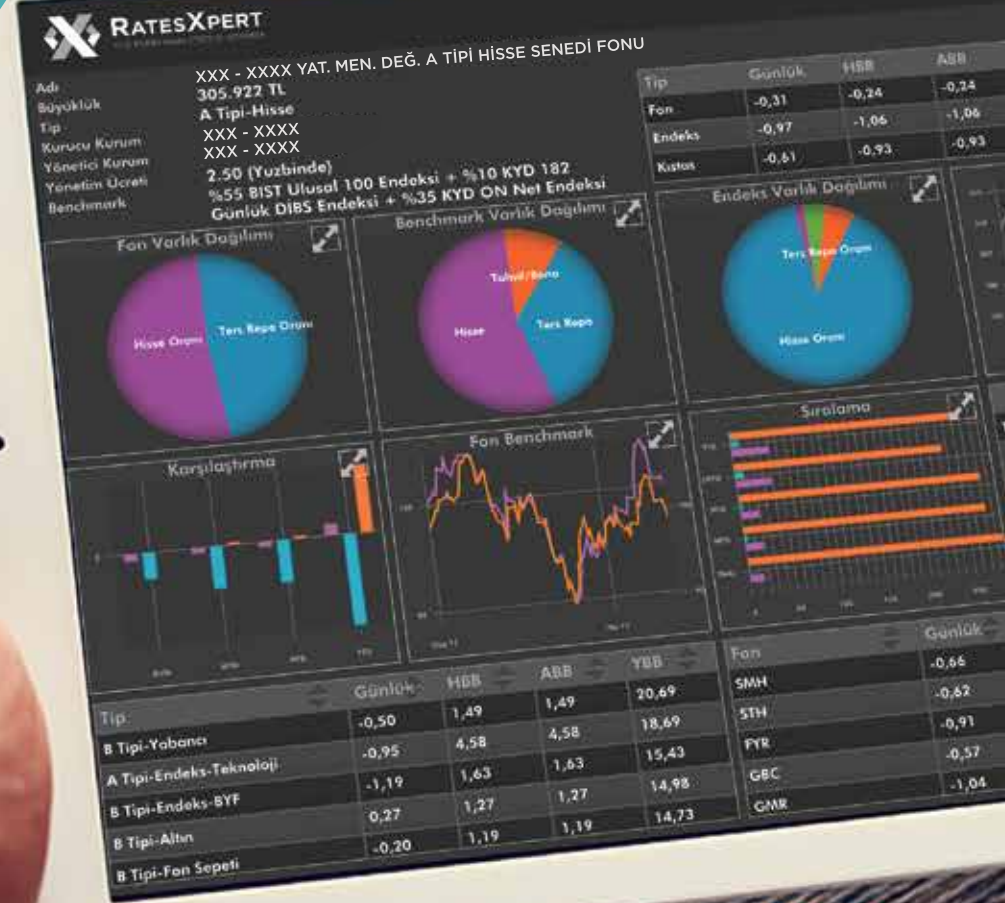 RATESXPERT
Adı XXX - XXXX YAT. MEN. DEĞ. A TİPİ HİSSE SENEDİ FONU
Büyüklük 305.922 TL
Tip A Tipi-Hisse
Kurucu Kurum XXX - XXXX
Yönetici Kurum XXX - XXXX
Yönetim Ücreti 2.50 (Yuzbinde)
Benchmark %55 BIST Ulusal 100 Endeksi + %10 KYD 182
Günluk DİBS Endeksi + %35 KYD ON Net Endeksi
Tip Günlük HBB ABB
Fon -0,31 -0,24 -0,24
Endeks -0,97 -1,06 -1,06
Kıstas -0,61 -0,93 -0,93
Fon Varlık Dağılımı
Hisse Oranı
Ters Repo Oranı
Benchmark Varlık Dağılımı
Tahvil/Bono
Hisse
Ters Repo
Endeks Varlık Dağılımı
Ters Repo Oranı
Hisse Oranı
Karşılaştırma
Fon Benchmark
Sıralama
Tip Günlük HBB ABB YBB
B Tipi-Yabancı -0,50 1,49 1,49 20,69
A Tipi-Endeks-Teknoloji -0,95 4,58 4,58 18,69
B Tipi-Endeks-BYF -1,19 1,63 1,63 15,43
B Tipi-Altın 0,27 1,27 1,27 14,98
B Tipi-Fon Sepeti -0,20 1,19 1,19 14,73
Fon Günlük
SMH -0,66
STH -0,62
FYR -0,91
GBC -0,57
GMR -1,04